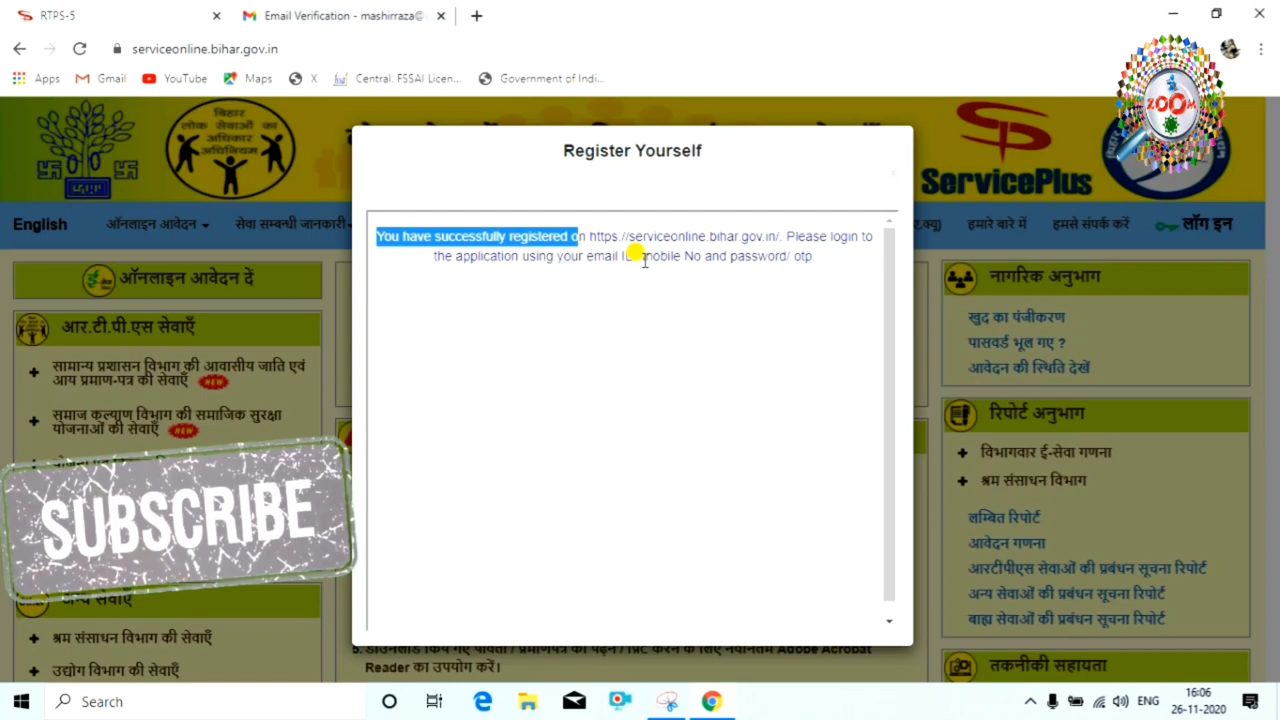 RTPS-5
Email Verification - mashirraza@
serviceonline.bihar.gov.in
Apps
Gmail
YouTube
Maps
X
Central. FSSAI Licen...
Government of Indi...
ZOOM
बिहार
लोक सेवाओं का
अधिकार
अधिनियम
ServicePlus
English
ऑनलाइन आवेदन
सेवा सम्बन्धी जानकारी
हमारे बारे में
हमसे संपर्क करें
लॉग इन
Register Yourself
You have successfully registered on https://serviceonline.bihar.gov.in/. Please login to
the application using your email ID mobile No and password/ otp
ऑनलाइन आवेदन दें
आर.टी.पी.एस सेवाएँ
सामान्य प्रशासन विभाग की आवासीय जाति एवं
आय प्रमाण-पत्र की सेवाएँ NEW
समाज कल्याण विभाग की समाजिक सुरक्षा
योजनाओं की सेवाएँ NEW
SUBSCRIBE
अन्य सेवाएँ
श्रम संसाधन विभाग की सेवाएँ
उद्योग विभाग की सेवाएँ
Reader का उपयोग करें।
नागरिक अनुभाग
खुद का पंजीकरण
पासवर्ड भूल गए ?
आवेदन की स्थिति देखें
रिपोर्ट अनुभाग
विभागवार ई-सेवा गणना
श्रम संसाधन विभाग
लम्बित रिपोर्ट
आवेदन गणना
आरटीपीएस सेवाओं की प्रबंधन सूचना रिपोर्ट
अन्य सेवाओं की प्रबंधन सूचना रिपोर्ट
बाह्य सेवाओं की प्रबंधन सूचना रिपोर्ट
तकनीकी सहायता
Search
ENG
16:06
26-11-2020